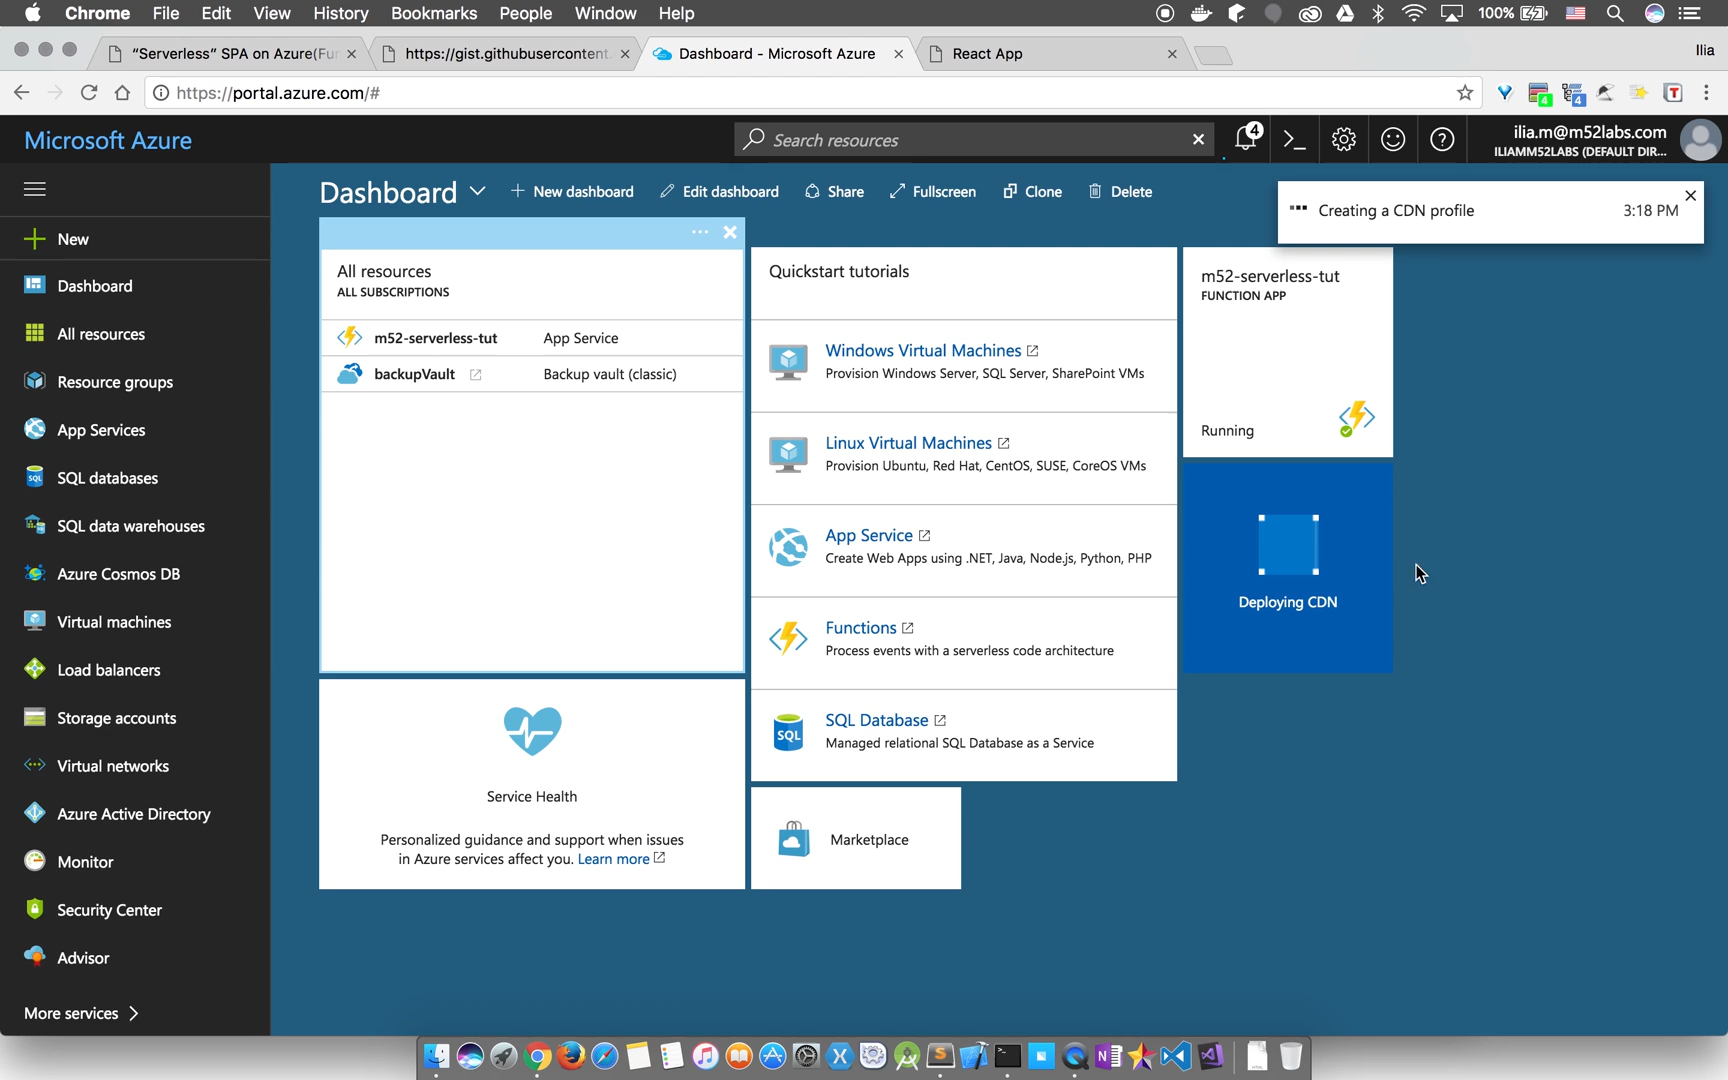 Chrome File Edit View History Bookmarks People Window Help 100%
"Serverless" SPA on Azure(Fur https://gist.githubusercontent. Dashboard - Microsoft Azure React App Ilia
https://portal.azure.com/#
4 4 T
Microsoft Azure Search resources 4 ilia.m@m52labs.com
ILIAMM52LABS (DEFAULT DIR...
Dashboard New dashboard Edit dashboard Share Fullscreen Clone Delete
Creating a CDN profile 3:18 PM
New
Dashboard
All resources
Resource groups
App Services
SQL databases
SQL data warehouses
Azure Cosmos DB
Virtual machines
Load balancers
Storage accounts
Virtual networks
Azure Active Directory
Monitor
Security Center
Advisor
More services
All resources
ALL SUBSCRIPTIONS
m52-serverless-tut App Service
backupVault Backup vault (classic)
Service Health
Personalized guidance and support when issues
in Azure services affect you. Learn more
Quickstart tutorials
Windows Virtual Machines
Provision Windows Server, SQL Server, SharePoint VMs
Linux Virtual Machines
Provision Ubuntu, Red Hat, CentOS, SUSE, CoreOS VMs
App Service
Create Web Apps using .NET, Java, Node.js, Python, PHP
Functions
Process events with a serverless code architecture
SQL
SQL Database
Managed relational SQL Database as a Service
Marketplace
m52-serverless-tut
FUNCTION APP
Running
Deploying CDN